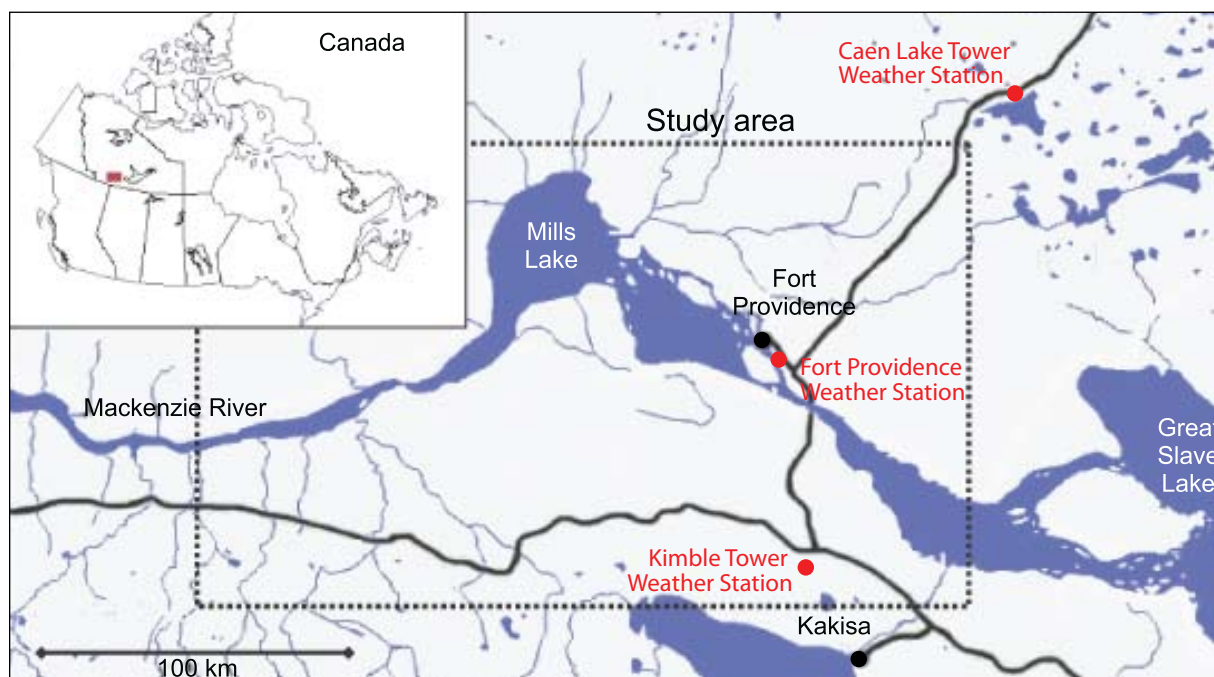 Canada
Caen Lake Tower
Weather Station
Study area
Mills
Lake
Fort
Providence
Fort Providence
Weather Station
Mackenzie River
Great
Slave
Lake
Kimble Tower
Weather Station
Kakisa
100 km